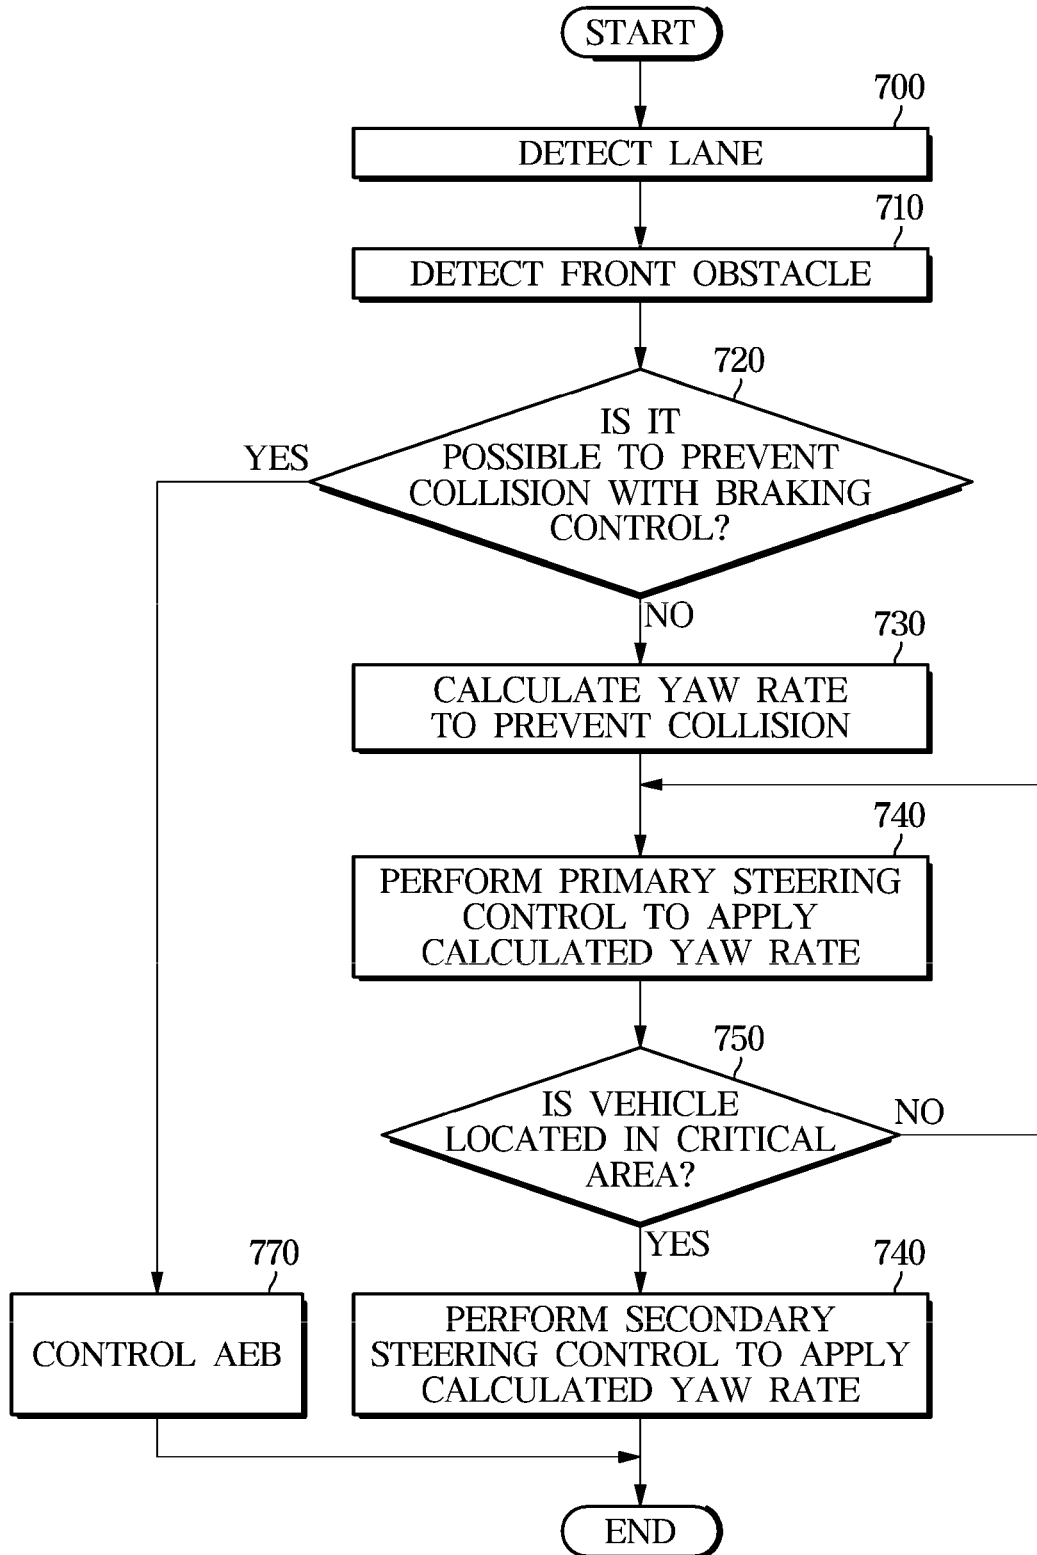 START
700
DETECT LANE
710
DETECT FRONT OBSTACLE
720
IS IT
POSSIBLE TO PREVENT
COLLISION WITH BRAKING
CONTROL?
YES
NO
730
CALCULATE YAW RATE
TO PREVENT COLLISION
740
PERFORM PRIMARY STEERING
CONTROL TO APPLY
CALCULATED YAW RATE
750
IS VEHICLE
LOCATED IN CRITICAL
AREA?
NO
YES
770
CONTROL AEB
740
PERFORM SECONDARY
STEERING CONTROL TO APPLY
CALCULATED YAW RATE
END